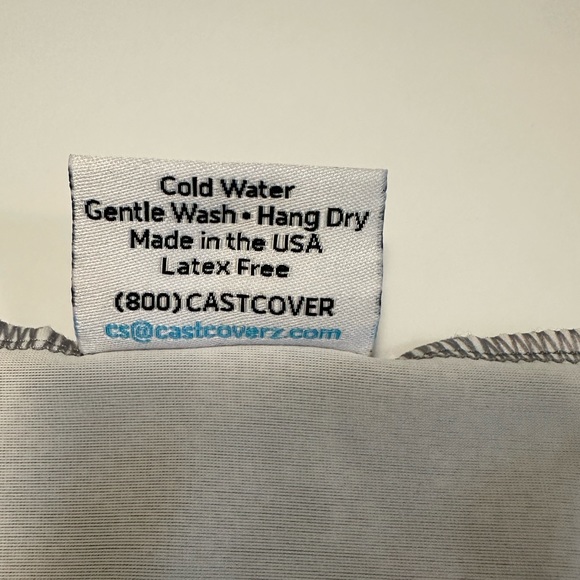 Cold Water
Gentle Wash • Hang Dry
Made in the USA
Latex Free
(800) CASTCOVER
cs@castcoverz.com